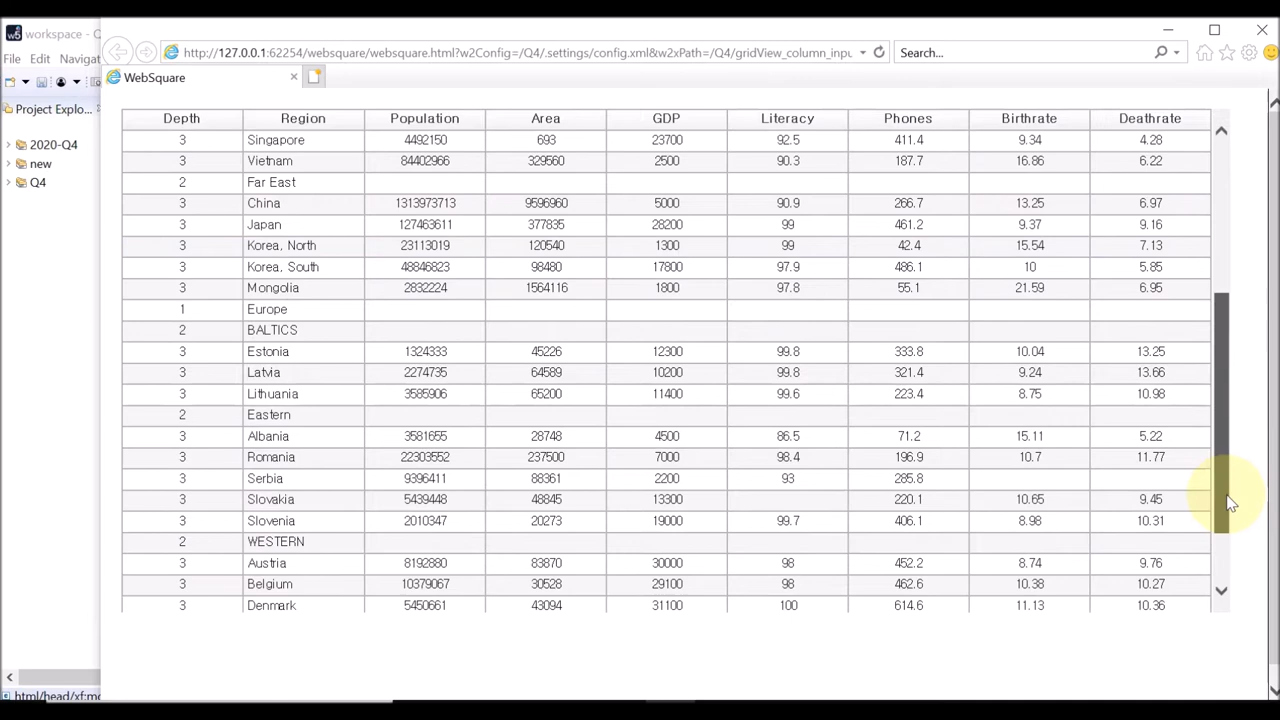 workspace - Q
File Edit Navigat
Project Explo...
2020-Q4
new
Q4
html/head/xf:mo
http://127.0.0.1:62254/websquare/websquare.html?w2Config=/Q4/.settings/config.xml&w2xPath=/Q4/gridView_column_inpu
Search...
WebSquare
Depth Region Population Area GDP Literacy Phones Birthrate Deathrate
3 Singapore 4492150 693 23700 92.5 411.4 9.34 4.28
3 Vietnam 84402966 329560 2500 90.3 187.7 16.86 6.22
2 Far East
3 China 1313973713 9596960 5000 90.9 266.7 13.25 6.97
3 Japan 127463611 377835 28200 99 461.2 9.37 9.16
3 Korea, North 23113019 120540 1300 99 42.4 15.54 7.13
3 Korea, South 48846823 98480 17800 97.9 486.1 10 5.85
3 Mongolia 2832224 1564116 1800 97.8 55.1 21.59 6.95
1 Europe
2 BALTICS
3 Estonia 1324333 45226 12300 99.8 333.8 10.04 13.25
3 Latvia 2274735 64589 10200 99.8 321.4 9.24 13.66
3 Lithuania 3585906 65200 11400 99.6 223.4 8.75 10.98
2 Eastern
3 Albania 3581655 28748 4500 86.5 71.2 15.11 5.22
3 Romania 22303552 237500 7000 98.4 196.9 10.7 11.77
3 Serbia 9396411 88361 2200 93 285.8
3 Slovakia 5439448 48845 13300 220.1 10.65 9.45
3 Slovenia 2010347 20273 19000 99.7 406.1 8.98 10.31
2 WESTERN
3 Austria 8192880 83870 30000 98 452.2 8.74 9.76
3 Belgium 10379067 30528 29100 98 462.6 10.38 10.27
3 Denmark 5450661 43094 31100 100 614.6 11.13 10.36